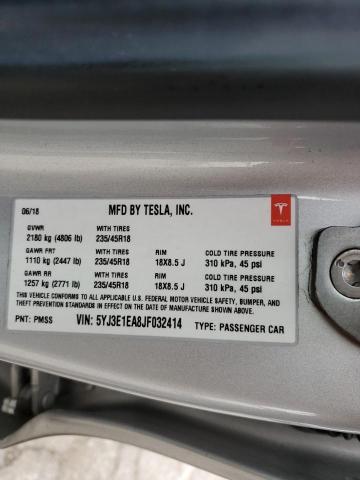 06/18 MFD BY TESLA, INC.
GVWR WITH TIRES
2180 kg (4806 lb) 235/45R18
GAWR FRT WITH TIRES RIM COLD TIRE PRESSURE
1110 kg (2447 lb) 235/45R18 18X8.5 J 310 kPa, 45 psi
GAWR RR WITH TIRES RIM COLD TIRE PRESSURE
1257 kg (2771 lb) 235/45R18 18X8.5 J 310 kPa, 45 psi
THIS VEHICLE CONFORMS TO ALL APPLICABLE FEDERAL MOTOR VEHICLE SAFETY, BUMPER, AND
THEFT PREVENTION STANDARDS IN EFFECT ON THE DATE OF MANUFACTURE SHOWN ABOVE.
PNT: PMSS VIN: 5YJ3E1EA8JF032414 TYPE: PASSENGER CAR
TESLA